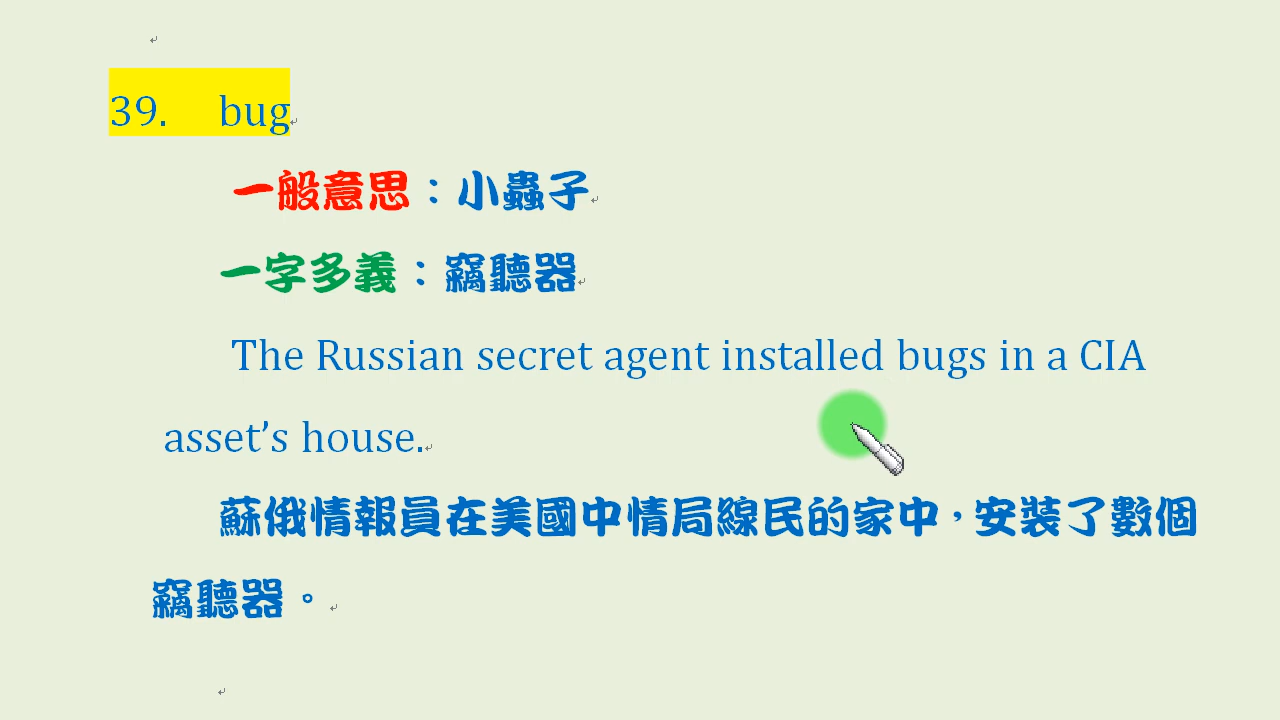 39. bug
一般意思：小蟲子
一字多義：竊聽器
The Russian secret agent installed bugs in a CIA
asset’s house.
蘇俄情報員在美國中情局線民的家中，安裝了數個
竊聽器。